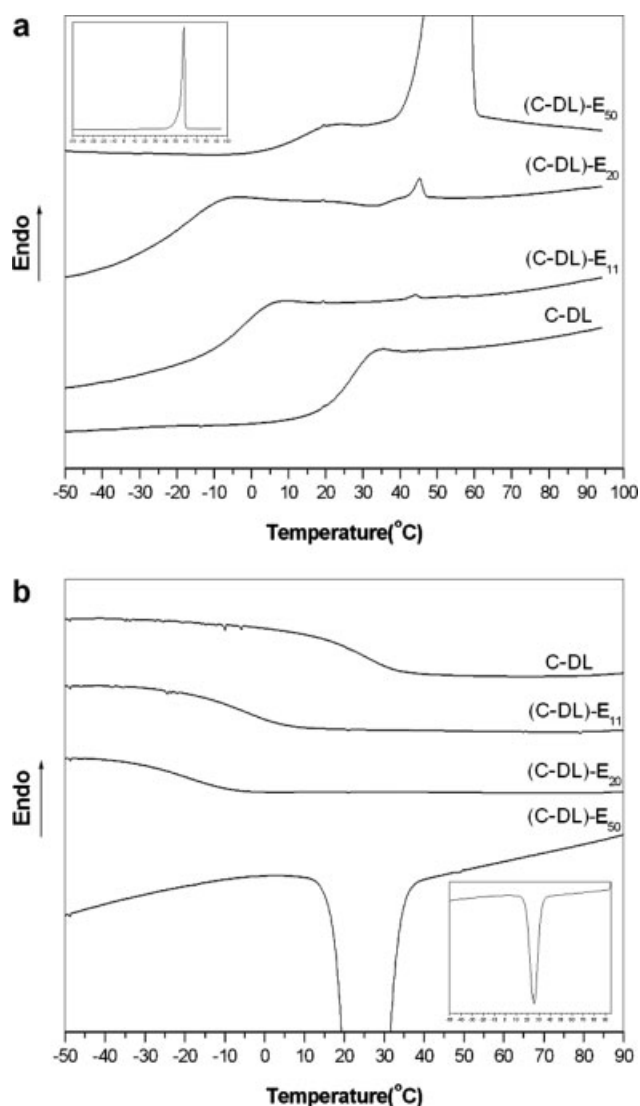 a
(C-DL)-E50
(C-DL)-E20
(C-DL)-E11
C-DL
Endo
-50 -40 -30 -20 -10 0 10 20 30 40 50 60 70 80 90 100
Temperature(°C)
b
C-DL
(C-DL)-E11
(C-DL)-E20
(C-DL)-E50
Endo
-50 -40 -30 -20 -10 0 10 20 30 40 50 60 70 80 90
Temperature(°C)